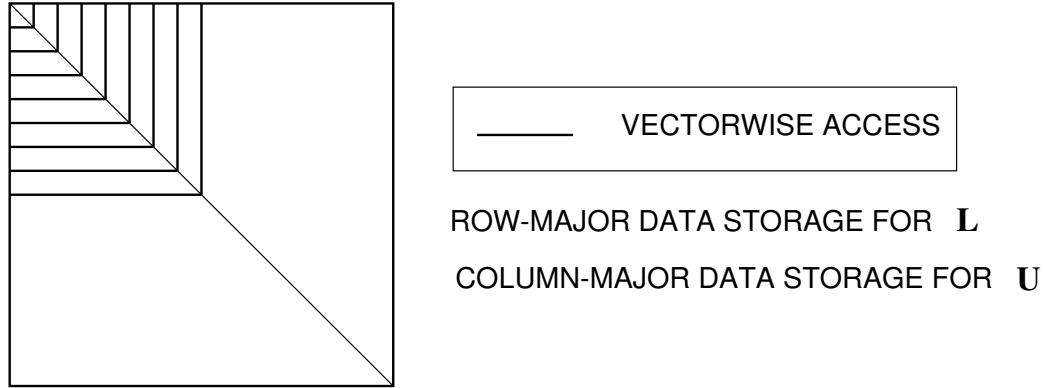 VECTORWISE ACCESS
ROW-MAJOR DATA STORAGE FOR L
COLUMN-MAJOR DATA STORAGE FOR U